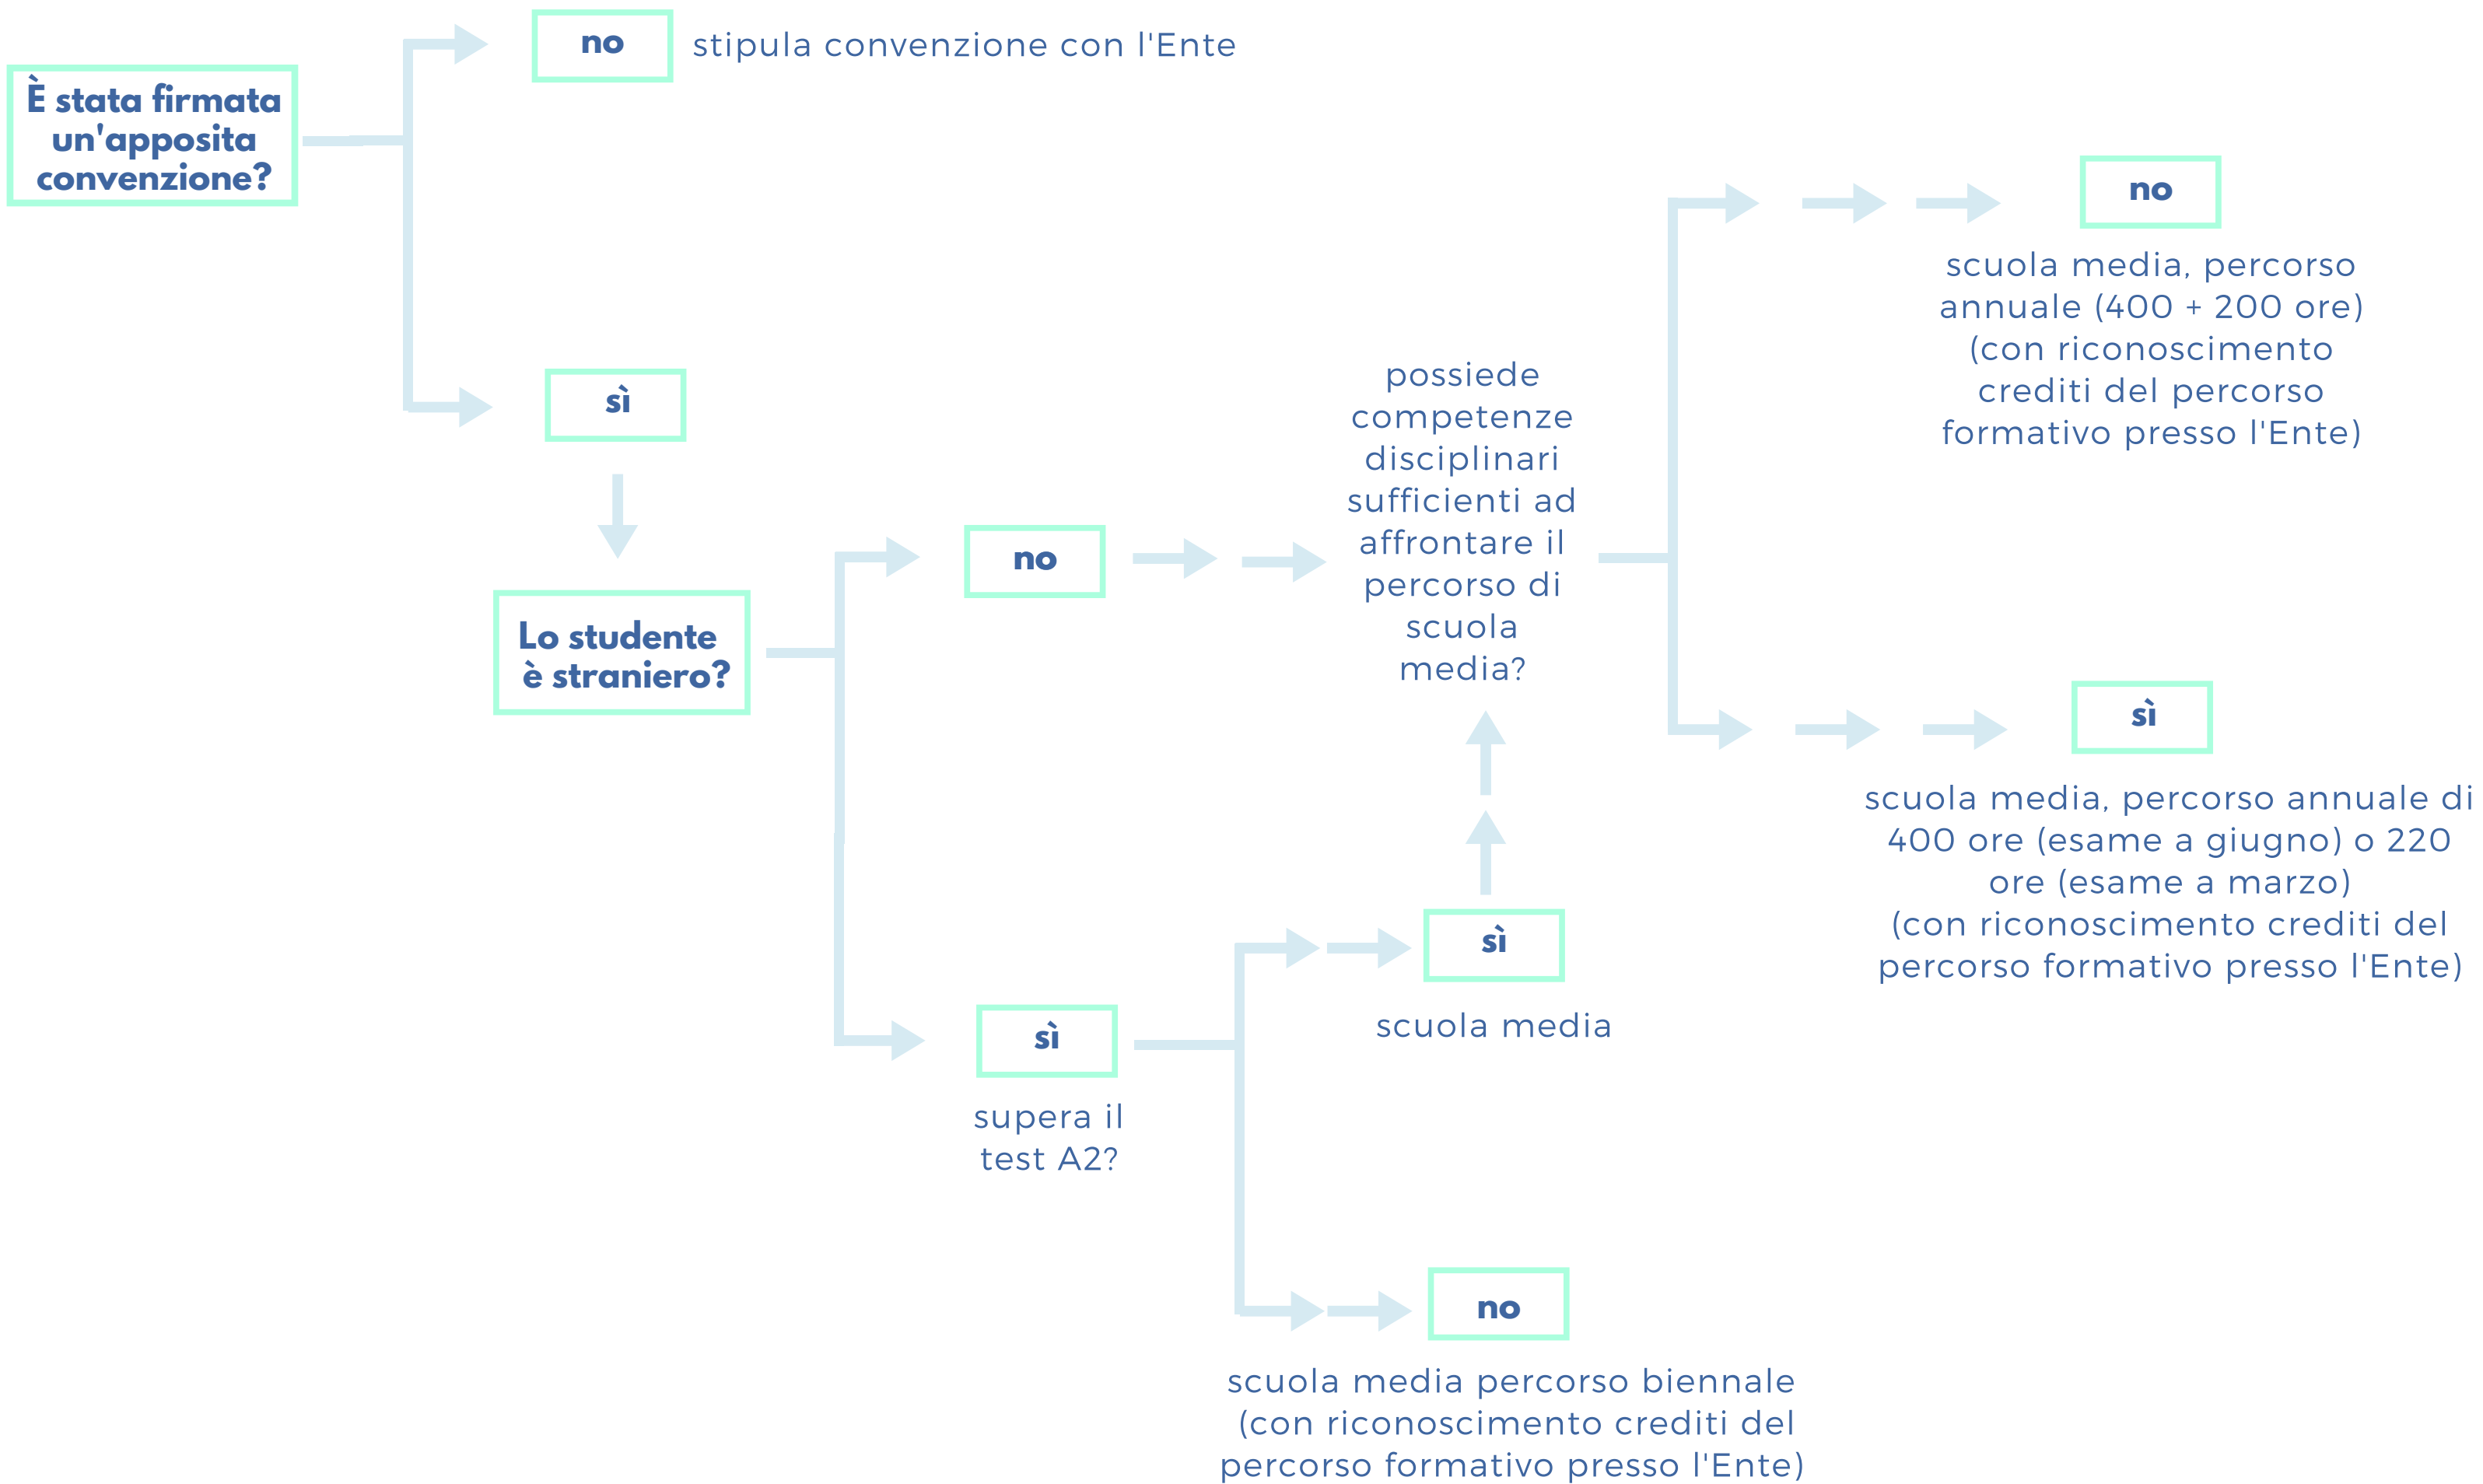 no
stipula convenzione con l'Ente
È stata firmata
un'apposita
convenzione?
sì
Lo studente
è straniero?
no
possiede
competenze
disciplinari
sufficienti ad
affrontare il
percorso di
scuola
media?
no
scuola media, percorso
annuale (400 + 200 ore)
(con riconoscimento
crediti del percorso
formativo presso l'Ente)
sì
scuola media, percorso annuale di
400 ore (esame a giugno) o 220
ore (esame a marzo)
(con riconoscimento crediti del
percorso formativo presso l'Ente)
sì
supera il
test A2?
sì
scuola media
no
scuola media percorso biennale
(con riconoscimento crediti del
percorso formativo presso l'Ente)